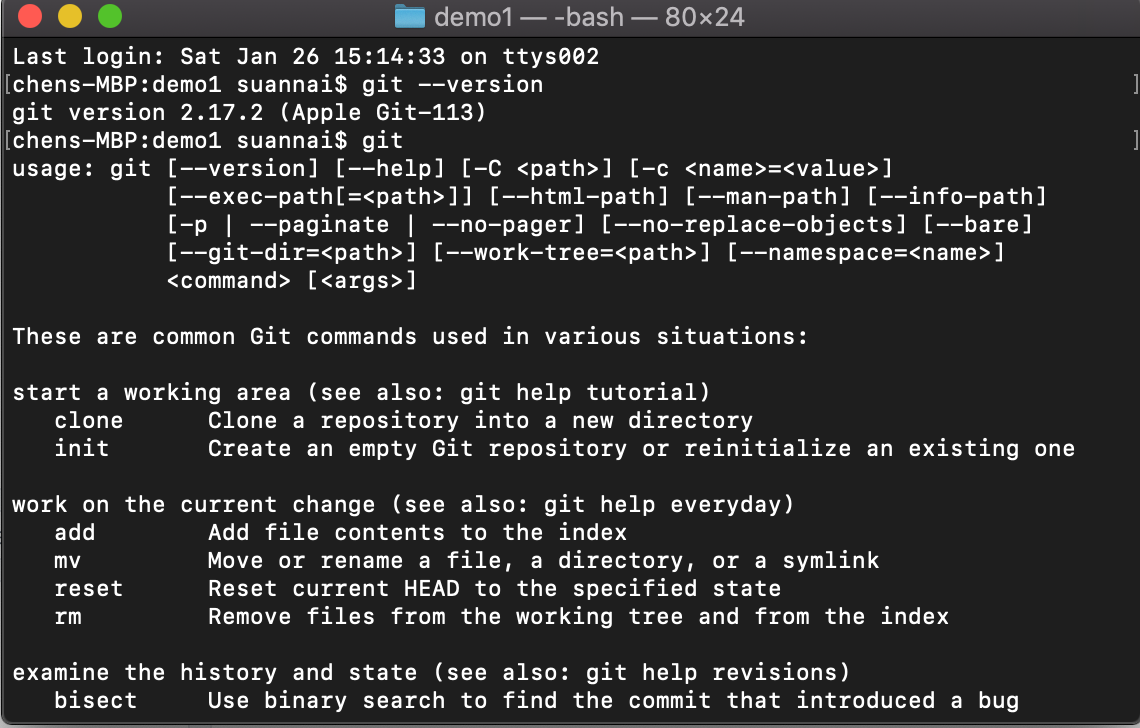 demo1 — -bash — 80×24
Last login: Sat Jan 26 15:14:33 on ttys002
[chens-MBP:demo1 suannai$ git --version ]
git version 2.17.2 (Apple Git-113)
[chens-MBP:demo1 suannai$ git ]
usage: git [--version] [--help] [-C <path>] [-c <name>=<value>]
           [--exec-path[=<path>]] [--html-path] [--man-path] [--info-path]
           [-p | --paginate | --no-pager] [--no-replace-objects] [--bare]
           [--git-dir=<path>] [--work-tree=<path>] [--namespace=<name>]
           <command> [<args>]

These are common Git commands used in various situations:

start a working area (see also: git help tutorial)
   clone      Clone a repository into a new directory
   init       Create an empty Git repository or reinitialize an existing one

work on the current change (see also: git help everyday)
   add        Add file contents to the index
   mv         Move or rename a file, a directory, or a symlink
   reset      Reset current HEAD to the specified state
   rm         Remove files from the working tree and from the index

examine the history and state (see also: git help revisions)
   bisect     Use binary search to find the commit that introduced a bug